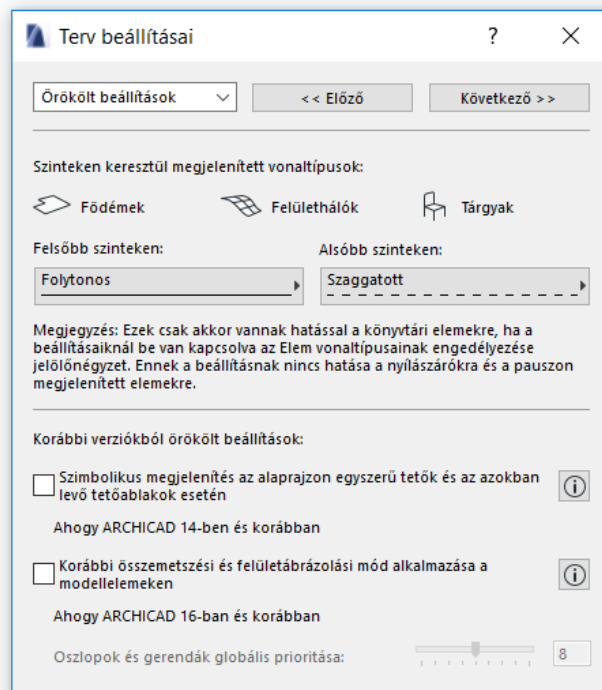 Terv beállításai
?
Örökölt beállítások
<< Előző
Következő >>
Szinteken keresztül megjelenített vonaltípusok:
Födémek
Felülethálók
Tárgyak
Felsőbb szinteken:
Alsóbb szinteken:
Folytonos
Szaggatott
Megjegyzés: Ezek csak akkor vannak hatással a könyvtári elemekre, ha a
beállításaiknál be van kapcsolva az Elem vonaltípusainak engedélyezése
jelölőnégyzet. Ennek a beállításnak nincs hatása a nyílászárókra és a pauszon
megjelenített elemekre.
Korábbi verziókból örökölt beállítások:
Szimbolikus megjelenítés az alaprajzon egyszerű tetők és az azokban
levő tetőablakok esetén
Ahogy ARCHICAD 14-ben és korábban
Korábbi összemetszési és felületábrázolási mód alkalmazása a
modellelemeken
Ahogy ARCHICAD 16-ban és korábban
Oszlopok és gerendák globális prioritása:
8